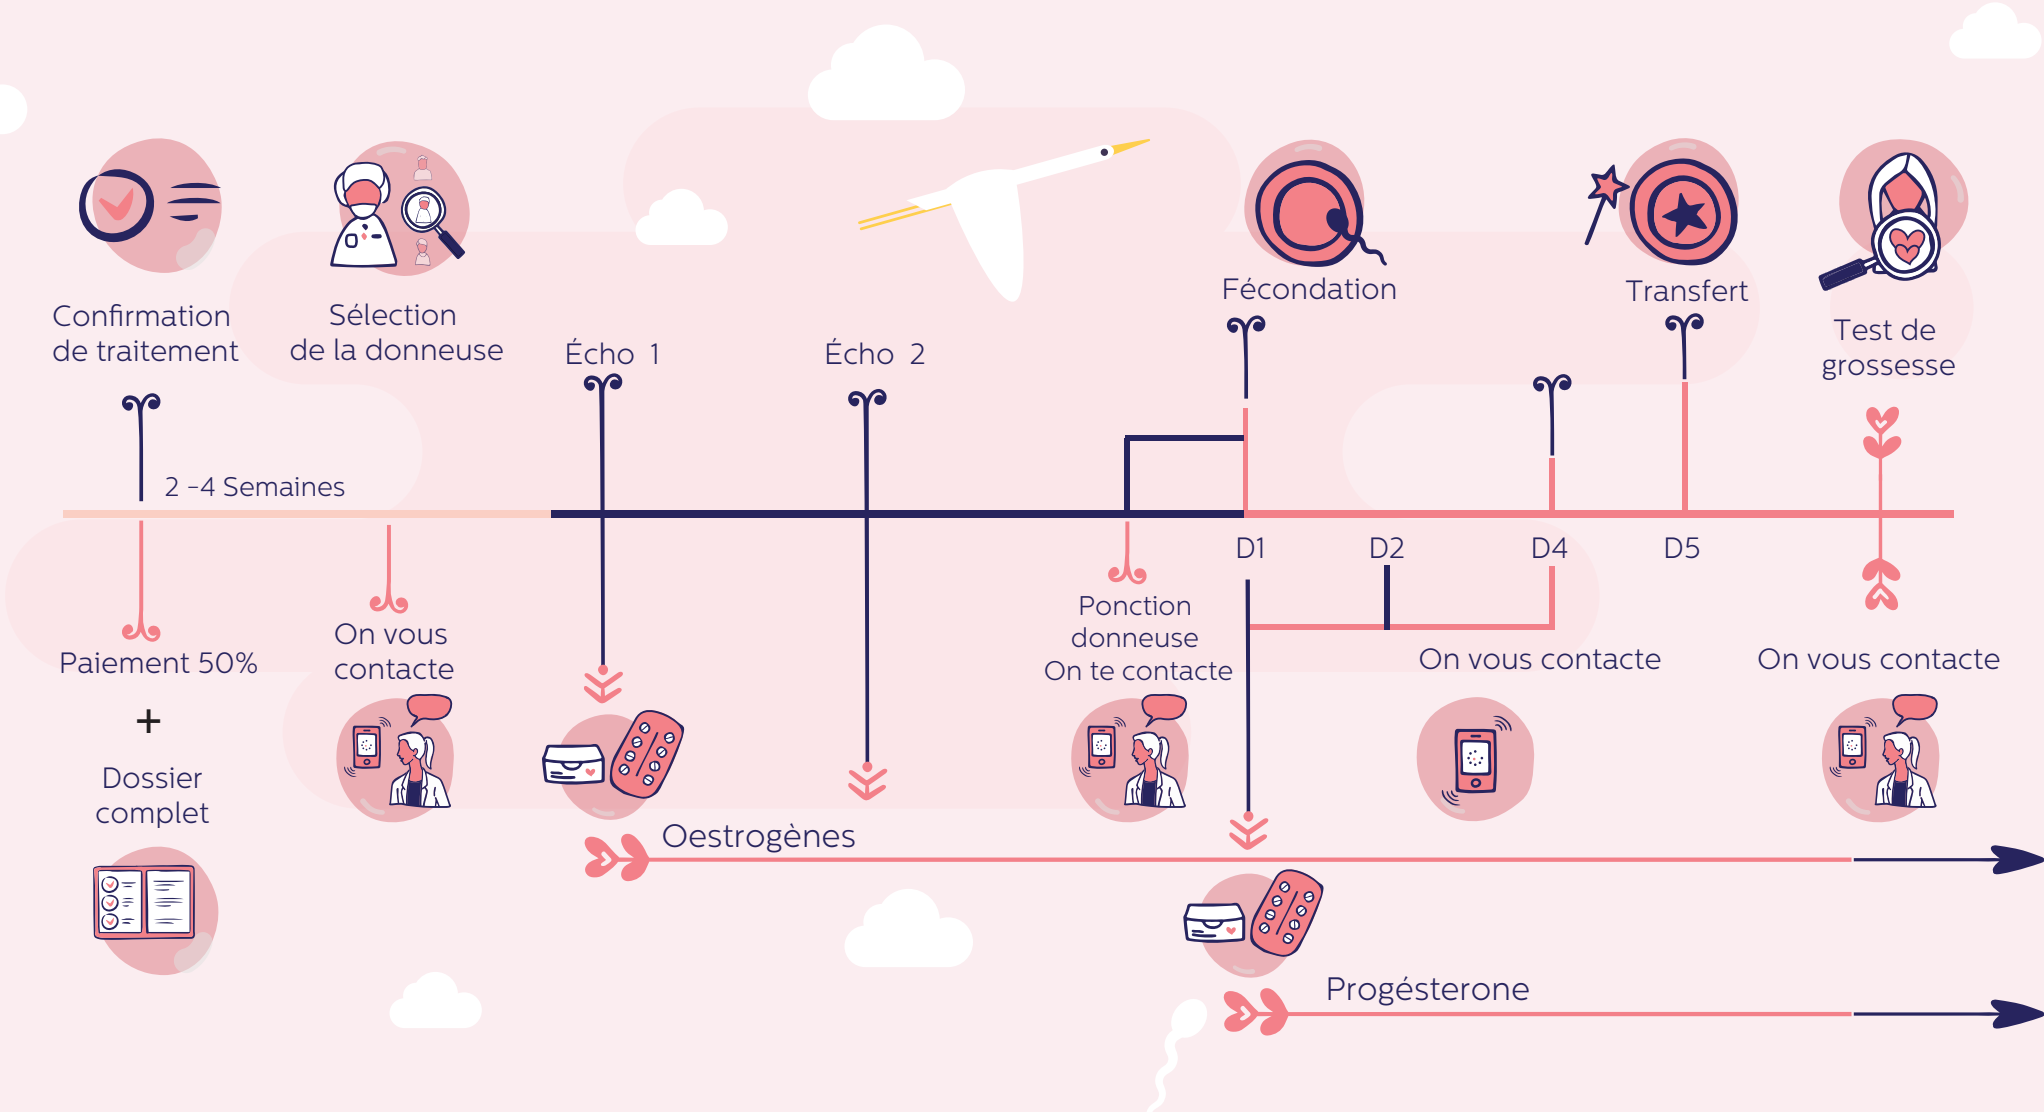 Confirmation
de traitement
Sélection
de la donneuse
Écho 1
Écho 2
Fécondation
Transfert
Test de
grossesse
2 -4 Semaines
D1
D2
D4
D5
Paiement 50%
+
Dossier
complet
On vous
contacte
Ponction
donneuse
On te contacte
On vous contacte
On vous contacte
Oestrogènes
Progésterone